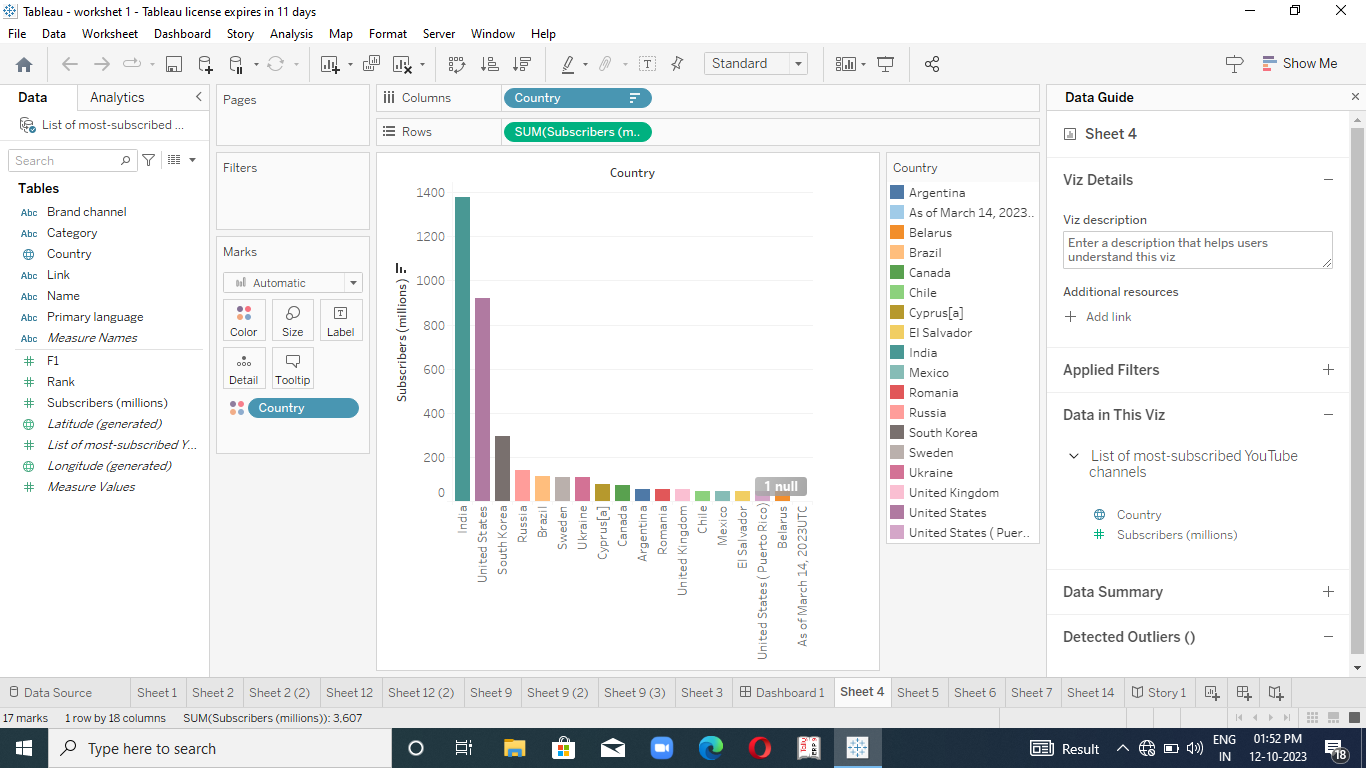 Tableau - workshet 1 - Tableau license expires in 11 days
File Data Worksheet Dashboard Story Analysis Map Format Server Window Help
Standard
Show Me
Data Analytics
List of most-subscribed ...
Search
Tables
Abc Brand channel
Abc Category
Country
Abc Link
Abc Name
Abc Primary language
Abc Measure Names
F1
Rank
Subscribers (millions)
Latitude (generated)
List of most-subscribed Y...
Longitude (generated)
Measure Values
Pages
Filters
Marks
Automatic
Color Size Label
Detail Tooltip
Country
Columns Country
Rows SUM(Subscribers (m..
Country
1400
1200
1000
800
600
400
200
0
Subscribers (millions)
1 null
India
United States
South Korea
Russia
Brazil
Sweden
Ukraine
Cyprus[a]
Canada
Argentina
Romania
United Kingdom
Chile
Mexico
El Salvador
United States ( Puerto Rico)
Belarus
As of March 14, 2023UTC
Country
Argentina
As of March 14, 2023..
Belarus
Brazil
Canada
Chile
Cyprus[a]
El Salvador
India
Mexico
Romania
Russia
South Korea
Sweden
Ukraine
United Kingdom
United States
United States ( Puer..
Data Guide
Sheet 4
Viz Details
Viz description
Enter a description that helps users
understand this viz
Additional resources
Add link
Applied Filters
Data in This Viz
List of most-subscribed YouTube
channels
Country
Subscribers (millions)
Data Summary
Detected Outliers ()
Data Source Sheet 1 Sheet 2 Sheet 2 (2) Sheet 12 Sheet 12 (2) Sheet 9 Sheet 9 (2) Sheet 9 (3) Sheet 3 Dashboard 1 Sheet 4 Sheet 5 Sheet 6 Sheet 7 Sheet 14 Story 1
17 marks 1 row by 18 columns SUM(Subscribers (millions)): 3,607
Type here to search
Result
ENG
IN
01:52 PM
12-10-2023
18